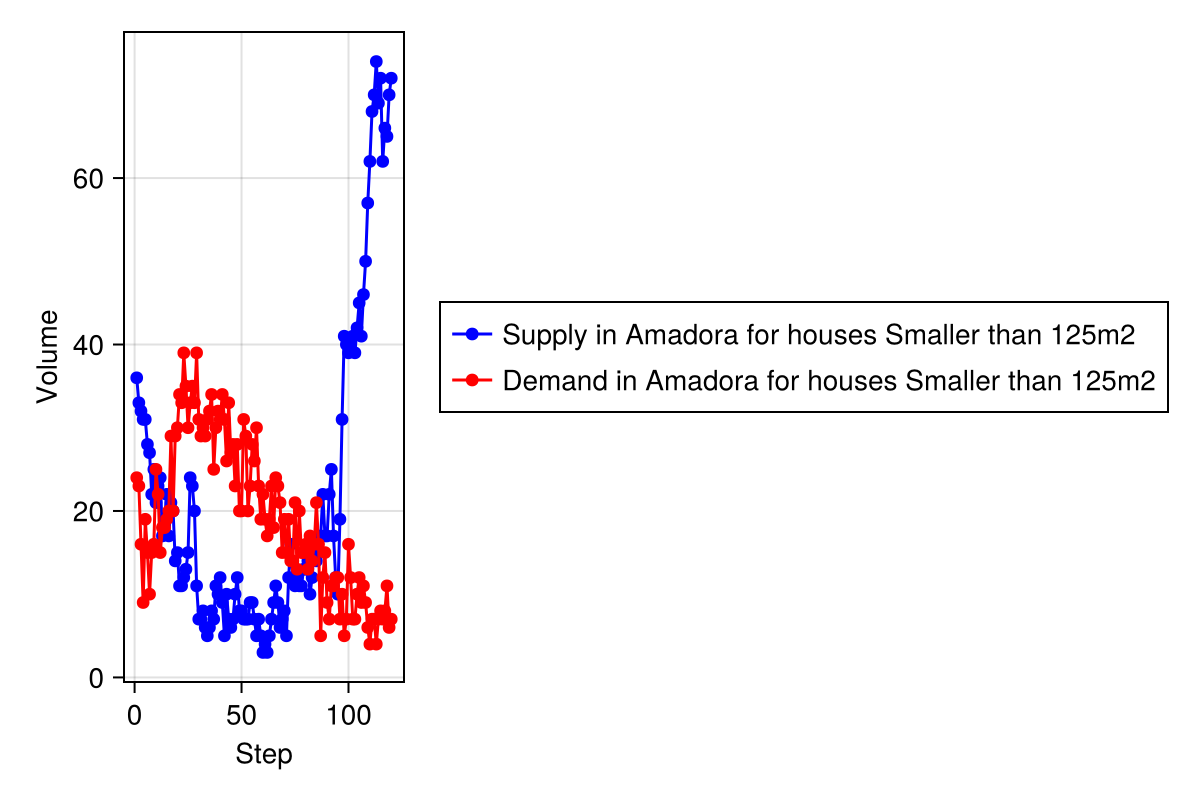 60
40
20
0
Volume
0 50 100
Step
Supply in Amadora for houses Smaller than 125m2
Demand in Amadora for houses Smaller than 125m2